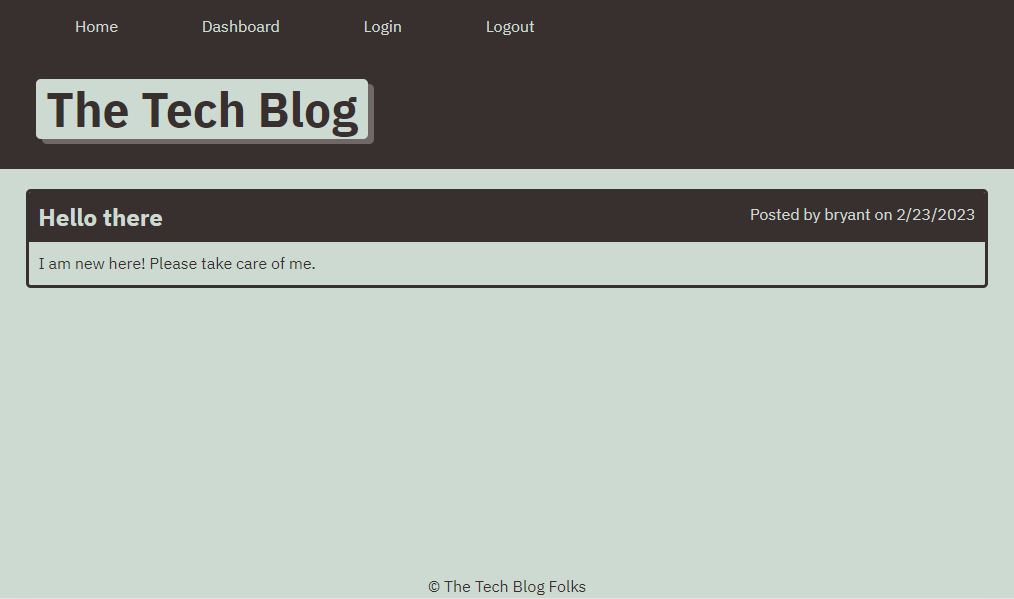 Home Dashboard Login Logout
The Tech Blog
Hello there Posted by bryant on 2/23/2023
I am new here! Please take care of me.
© The Tech Blog Folks